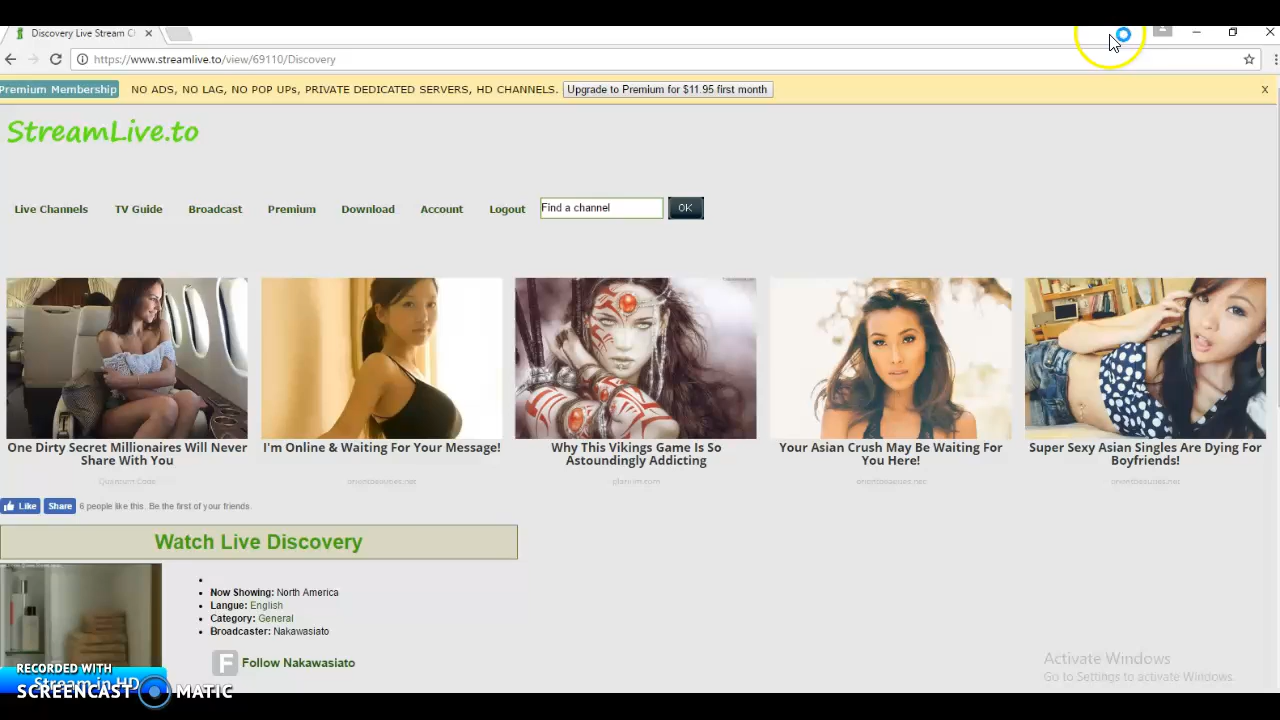 Discovery Live Stream C
https://www.streamlive.to/view/69110/Discovery
Premium Membership NO ADS, NO LAG, NO POP UPs, PRIVATE DEDICATED SERVERS, HD CHANNELS. Upgrade to Premium for $11.95 first month X
StreamLive.to
Live Channels TV Guide Broadcast Premium Download Account Logout Find a channel OK
One Dirty Secret Millionaires Will Never
Share With You
Quantum Code
I'm Online & Waiting For Your Message!
orientbeauties.net
Why This Vikings Game Is So
Astoundingly Addicting
plarium.com
Your Asian Crush May Be Waiting For
You Here!
orientbeauties.net
Super Sexy Asian Singles Are Dying For
Boyfriends!
orientbeauties.net
Like Share 6 people like this. Be the first of your friends.
Watch Live Discovery
Now Showing: North America
Langue: English
Category: General
Broadcaster: Nakawasiato
F Follow Nakawasiato
Stream in HD
RECORDED WITH
SCREENCAST MATIC
Activate Windows
Go to Settings to activate Windows.